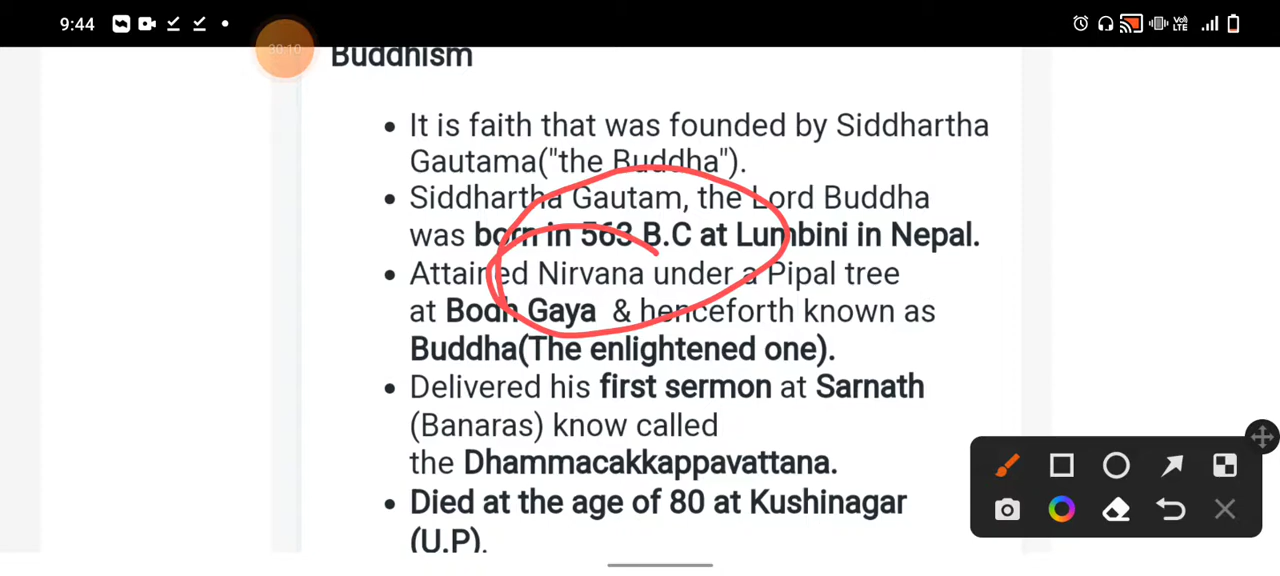 9:44
VoLTE
00:10
Buddhism
• It is faith that was founded by Siddhartha
Gautama("the Buddha").
• Siddhartha Gautam, the Lord Buddha
was born in 563 B.C at Lumbini in Nepal.
• Attained Nirvana under a Pipal tree
at Bodh Gaya & henceforth known as
Buddha(The enlightened one).
• Delivered his first sermon at Sarnath
(Banaras) know called
the Dhammacakkappavattana.
• Died at the age of 80 at Kushinagar
(U.P).